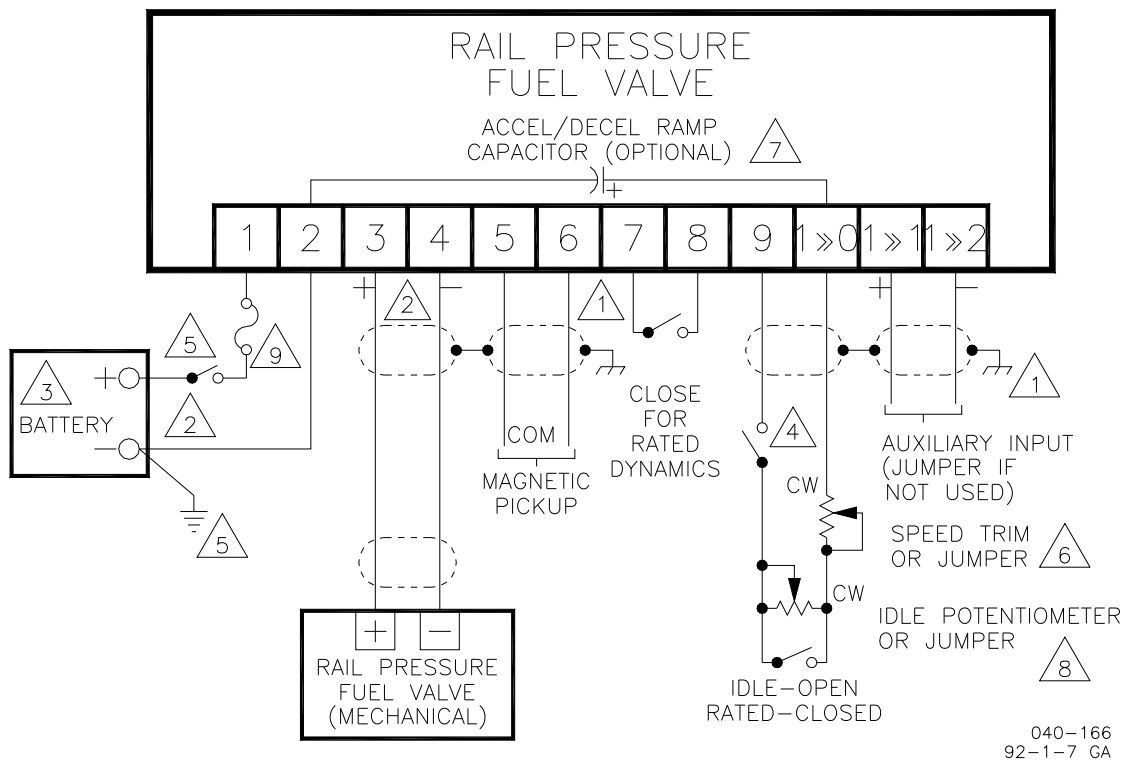 RAIL PRESSURE
FUEL VALVE
ACCEL/DECEL RAMP
CAPACITOR (OPTIONAL)
7
+
1 2 3 4 5 6 7 8 9 1»0 1»1 1»2
+ 2 − 1 + −
5
9
3
+
BATTERY
2
−
5
COM
MAGNETIC
PICKUP
CLOSE
FOR
RATED
DYNAMICS
1
4
AUXILIARY INPUT
(JUMPER IF
NOT USED)
CW
SPEED TRIM
OR JUMPER
6
CW
IDLE POTENTIOMETER
OR JUMPER
8
+ −
RAIL PRESSURE
FUEL VALVE
(MECHANICAL)
IDLE−OPEN
RATED−CLOSED
040−166
92−1−7 GA